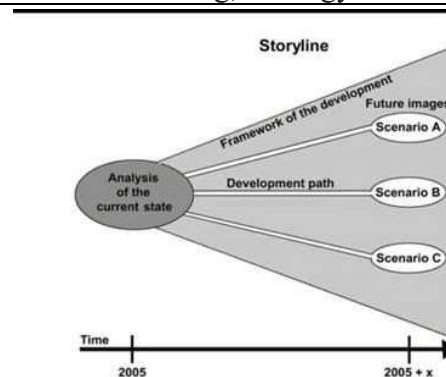 Storyline
Framework of the development
Future images
Scenario A
Analysis
of the
current state
Development path
Scenario B
Scenario C
Time
2005
2005 + x